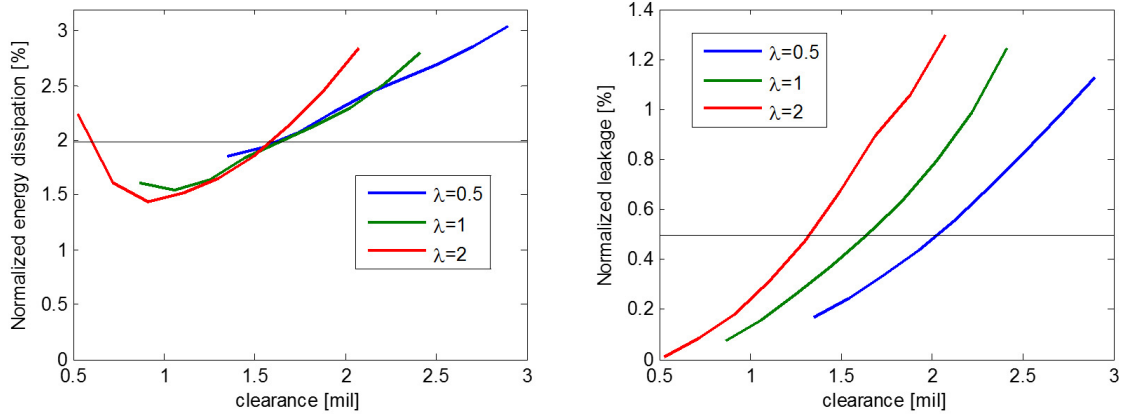 Normalized energy dissipation [%]
3
2.5
2
1.5
1
0.5
0
0.5
1
1.5
2
2.5
3
clearance [mil]
λ=0.5
λ=1
λ=2
Normalized leakage [%]
1.4
1.2
1
0.8
0.6
0.4
0.2
0
0.5
1
1.5
2
2.5
3
clearance [mil]
λ=0.5
λ=1
λ=2